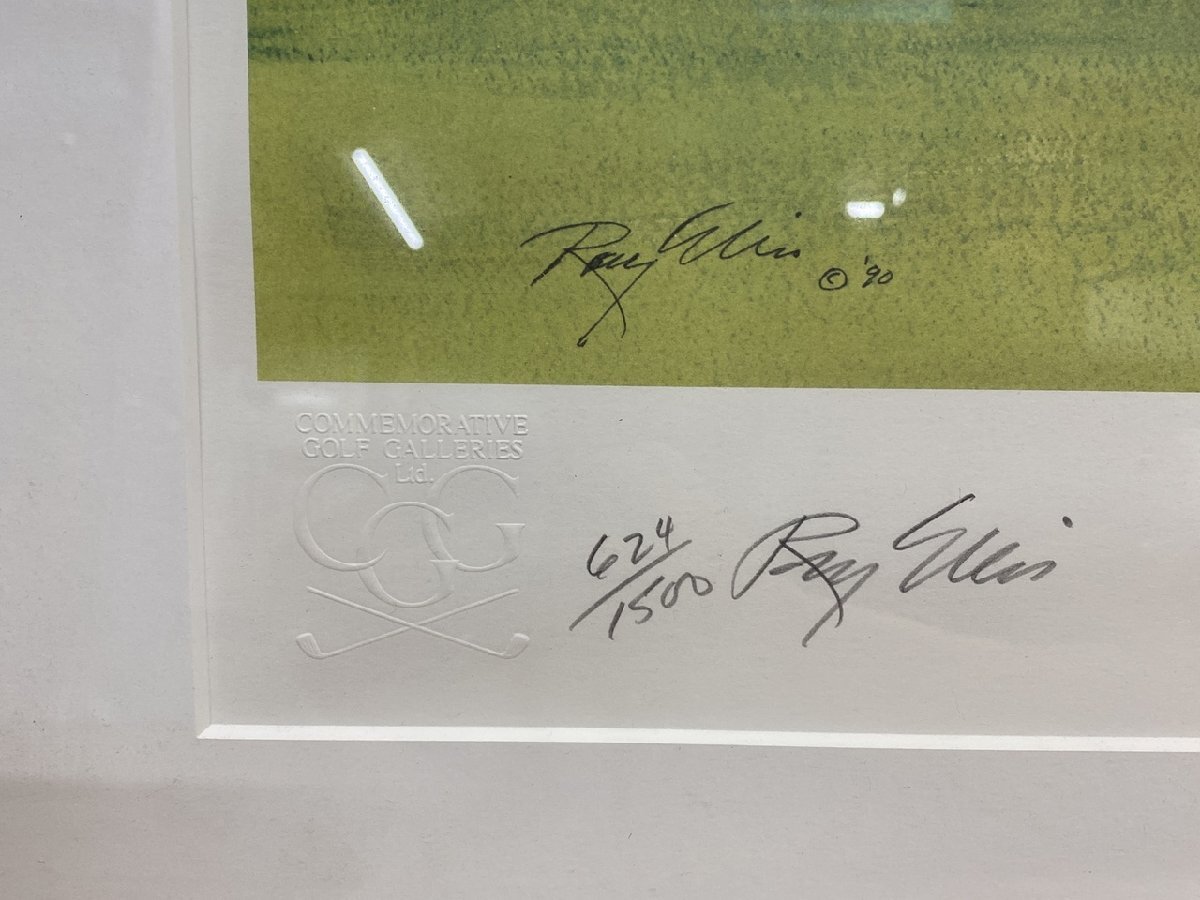 Ray Ellis © '90
COMMEMORATIVE
GOLF GALLERIES
Ltd.
CGG
624/1500 Ray Ellis